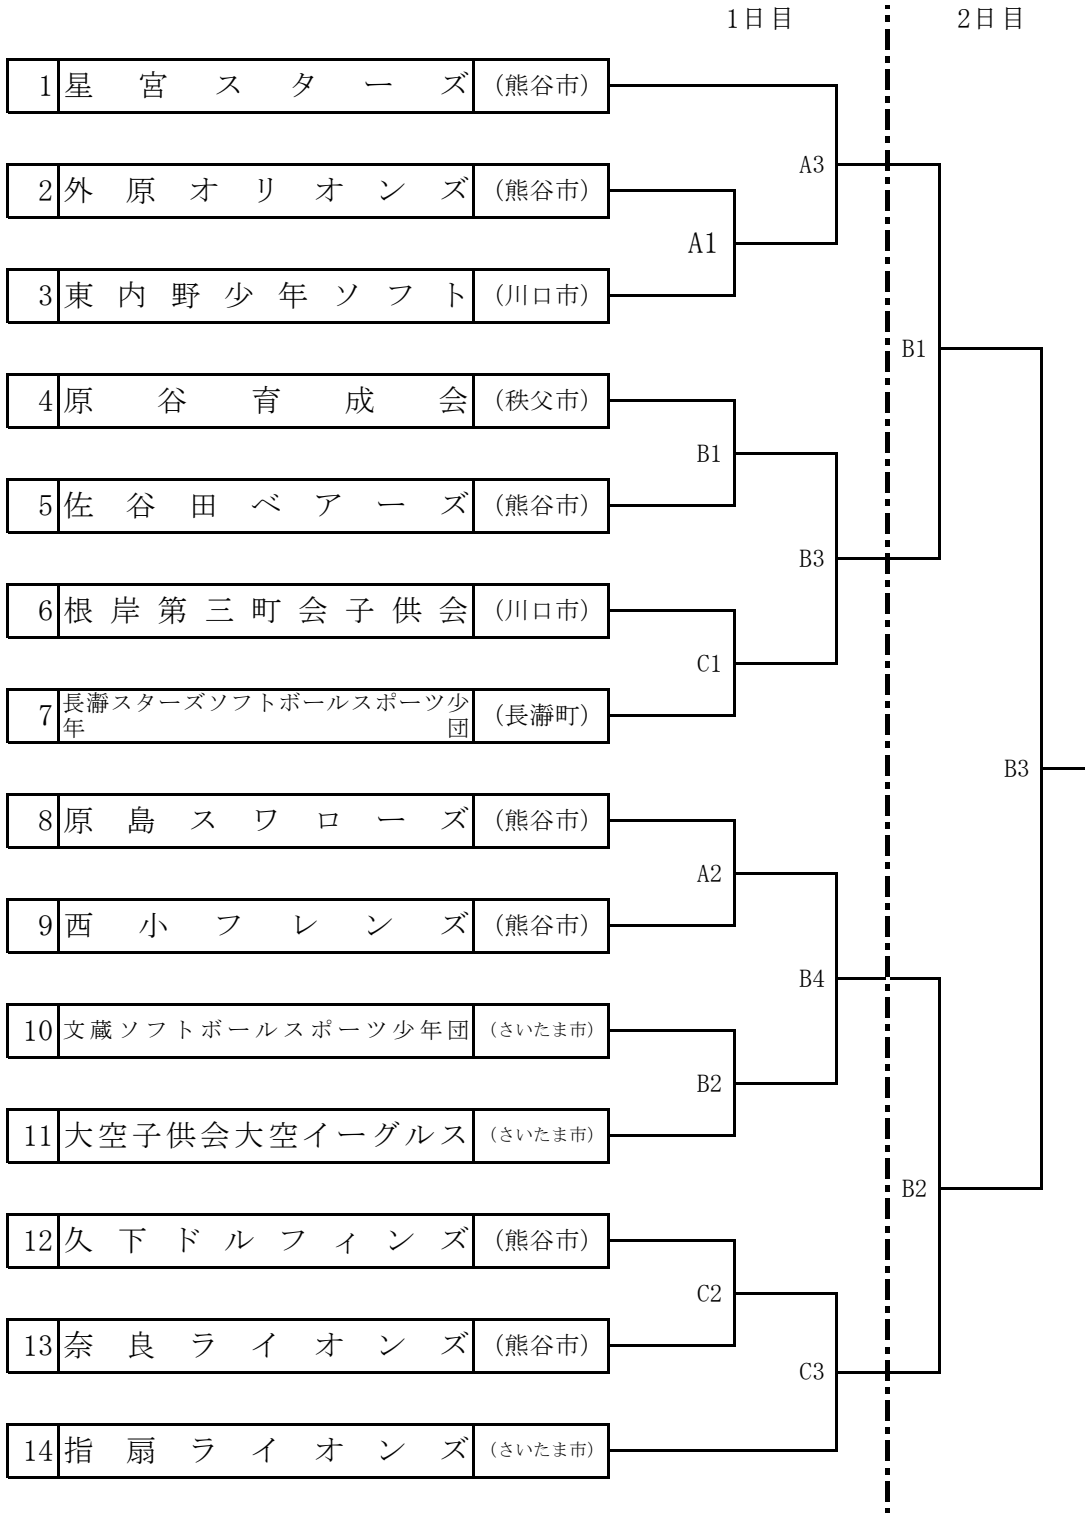 1日目 2日目
1 星宮スターズ (熊谷市)
A3
2 外原オリオンズ (熊谷市)
A1
3 東内野少年ソフト (川口市)
B1
4 原谷育成会 (秩父市)
B1
5 佐谷田ベアーズ (熊谷市)
B3
6 根岸第三町会子供会 (川口市)
C1
7 長瀞スターズソフトボールスポーツ少
年団 (長瀞町)
B3
8 原島スワローズ (熊谷市)
A2
9 西小フレンズ (熊谷市)
B4
10 文蔵ソフトボールスポーツ少年団 (さいたま市)
B2
11 大空子供会大空イーグルス (さいたま市)
B2
12 久下ドルフィンズ (熊谷市)
C2
13 奈良ライオンズ (熊谷市)
C3
14 指扇ライオンズ (さいたま市)